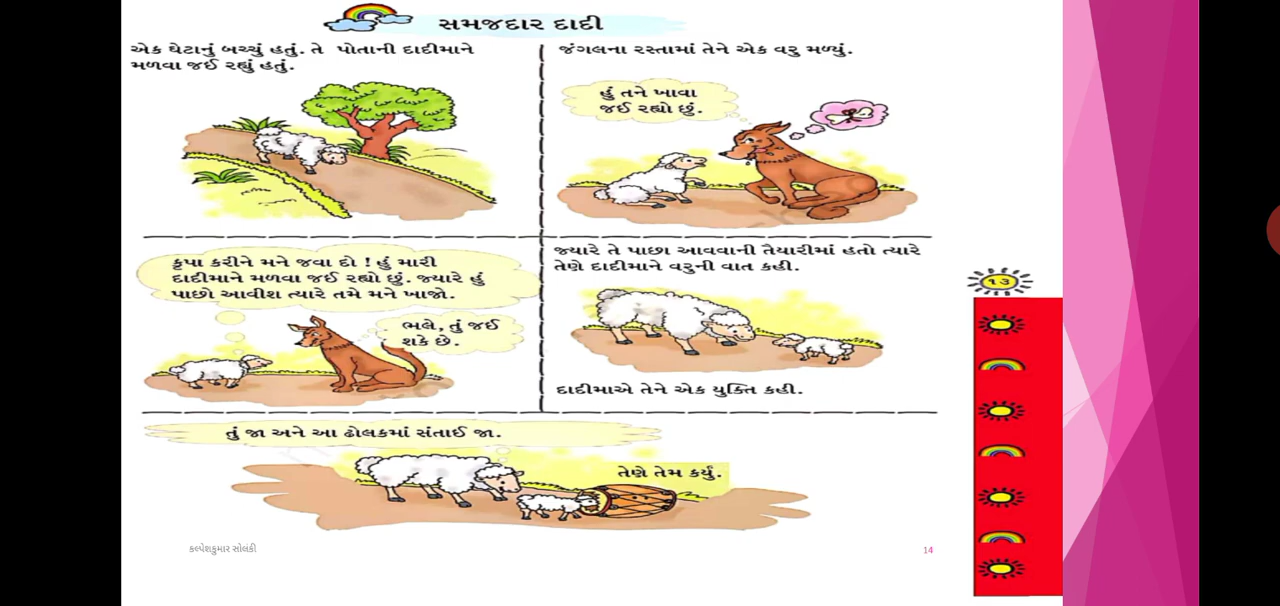 સમજદાર દાદી
એક ઘેટાનું બચ્ચું હતું. તે પોતાની દાદીમાને
મળવા જઈ રહ્યું હતું.
જંગલના રસ્તામાં તેને એક વરુ મળ્યું.
હું તને ખાવા
જઈ રહ્યો છું.
કૃપા કરીને મને જવા દો ! હું મારી
દાદીમાને મળવા જઈ રહ્યો છું. જ્યારે હું
પાછો આવીશ ત્યારે તમે મને ખાજો.
ભલે, તું જઈ
શકે છે.
જ્યારે તે પાછા આવવાની તૈયારીમાં હતો ત્યારે
તેણે દાદીમાને વરુની વાત કહી.
દાદીમાએ તેને એક યુક્તિ કહી.
તું જા અને આ ઢોલકમાં સંતાઈ જા.
તેણે તેમ કર્યું.
૧૩
કલ્પેશકુમાર સોલંકી
14